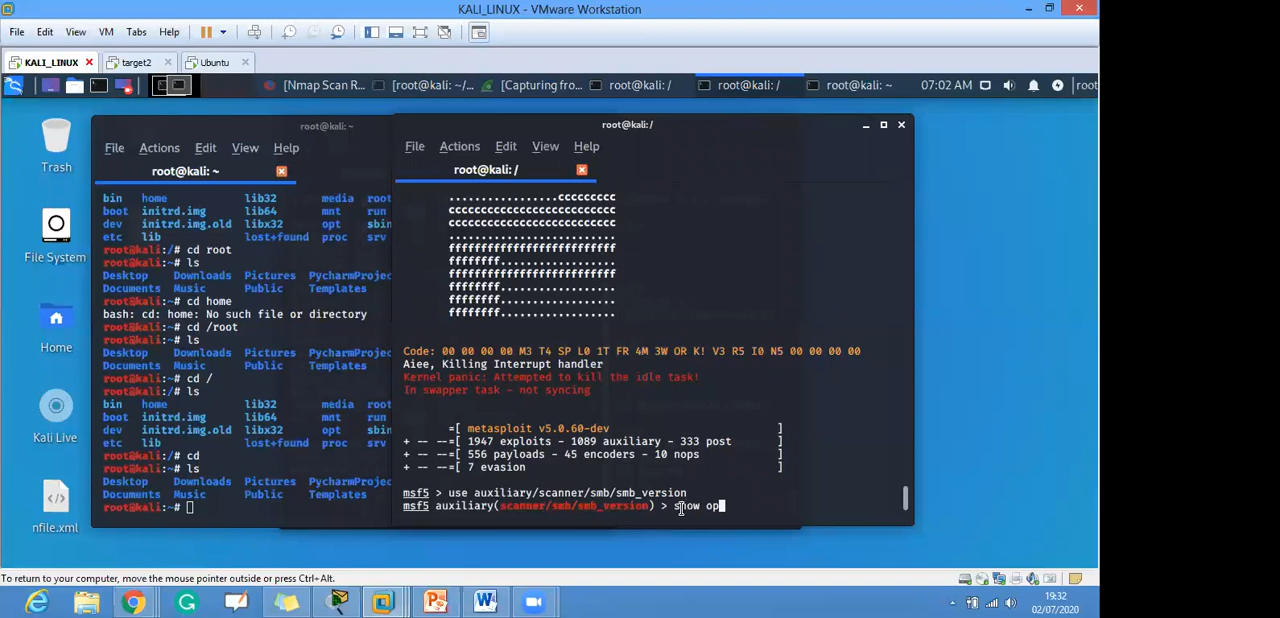 KALI_LINUX - VMware Workstation
File Edit View VM Tabs Help
KALI_LINUX target2 Ubuntu
[Nmap Scan R... [root@kali: ~/... [Capturing fro... root@kali: / root@kali: / root@kali: ~ 07:02 AM root
Trash
File System
Home
Kali Live
nfile.xml
root@kali: ~
File Actions Edit View Help
root@kali: ~
bin home lib32 media root
boot initrd.img lib64 mnt run
dev initrd.img.old libx32 opt sbin
etc lib lost+found proc srv
root@kali:/# cd root
root@kali:~# ls
Desktop Downloads Pictures PycharmProjec
Documents Music Public Templates
root@kali:~# cd home
bash: cd: home: No such file or directory
root@kali:~# cd /root
root@kali:~# ls
Desktop Downloads Pictures PycharmProjec
Documents Music Public Templates
root@kali:~# cd /
root@kali:/# ls
bin home lib32 media root
boot initrd.img lib64 mnt run
dev initrd.img.old libx32 opt sbin
etc lib lost+found proc srv
root@kali:/# cd
root@kali:~# ls
Desktop Downloads Pictures PycharmProjec
Documents Music Public Templates
root@kali:~#
root@kali: /
File Actions Edit View Help
root@kali: /
.................ccccccccc
cccccccccccccccccccccccccc
cccccccccccccccccccccccccc
..........................
ffffffffffffffffffffffffff
ffffffff..................
ffffffffffffffffffffffffff
ffffffff..................
ffffffff..................
ffffffff..................
Code: 00 00 00 00 M3 T4 SP L0 1T FR 4M 3W OR K! V3 R5 I0 N5 00 00 00 00
Aiee, Killing Interrupt handler
Kernel panic: Attempted to kill the idle task!
In swapper task - not syncing
=[ metasploit v5.0.60-dev ]
+ -- --=[ 1947 exploits - 1089 auxiliary - 333 post ]
+ -- --=[ 556 payloads - 45 encoders - 10 nops ]
+ -- --=[ 7 evasion ]
msf5 > use auxiliary/scanner/smb/smb_version
msf5 auxiliary(scanner/smb/smb_version) > show op
To return to your computer, move the mouse pointer outside or press Ctrl+Alt.
19:32
02/07/2020